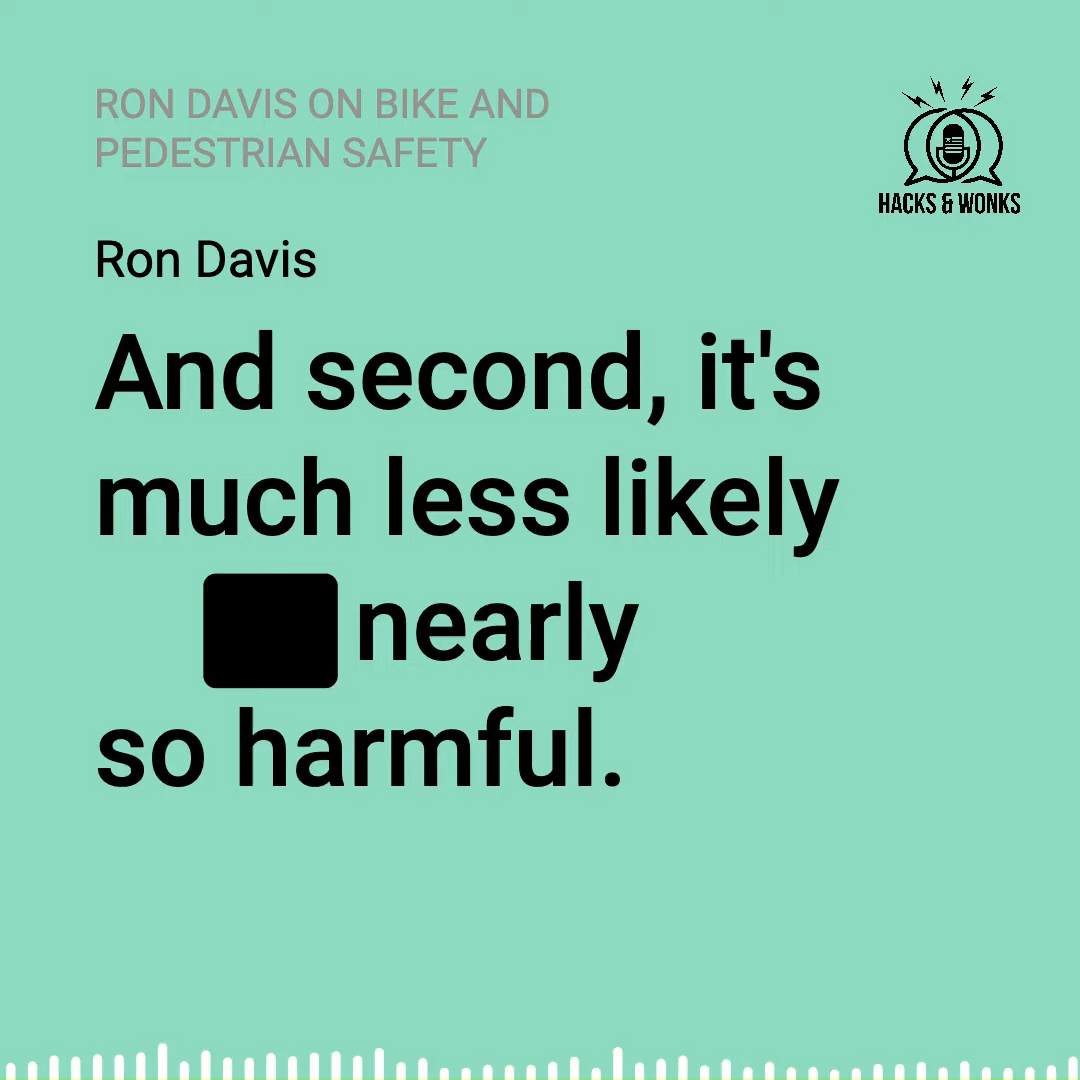 RON DAVIS ON BIKE AND
PEDESTRIAN SAFETY
HACKS & WONKS
Ron Davis
And second, it's
much less likely
nearly
so harmful.